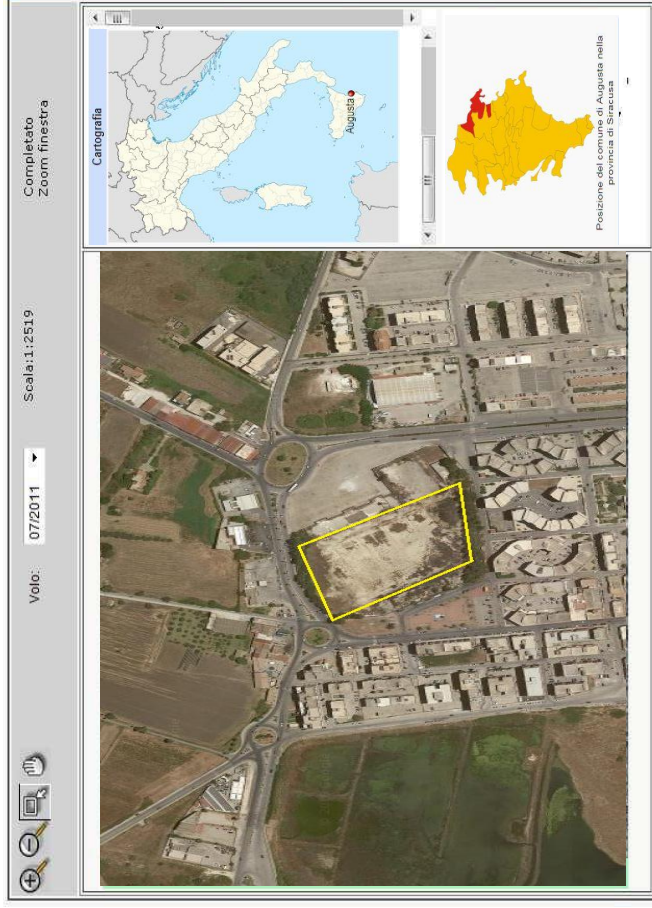 Volo:
07/2011
Scala:1:2519
Completato
Zoom finestra
Cartografia
Augusta
Posizione del comune di Augusta nella
provincia di Siracusa